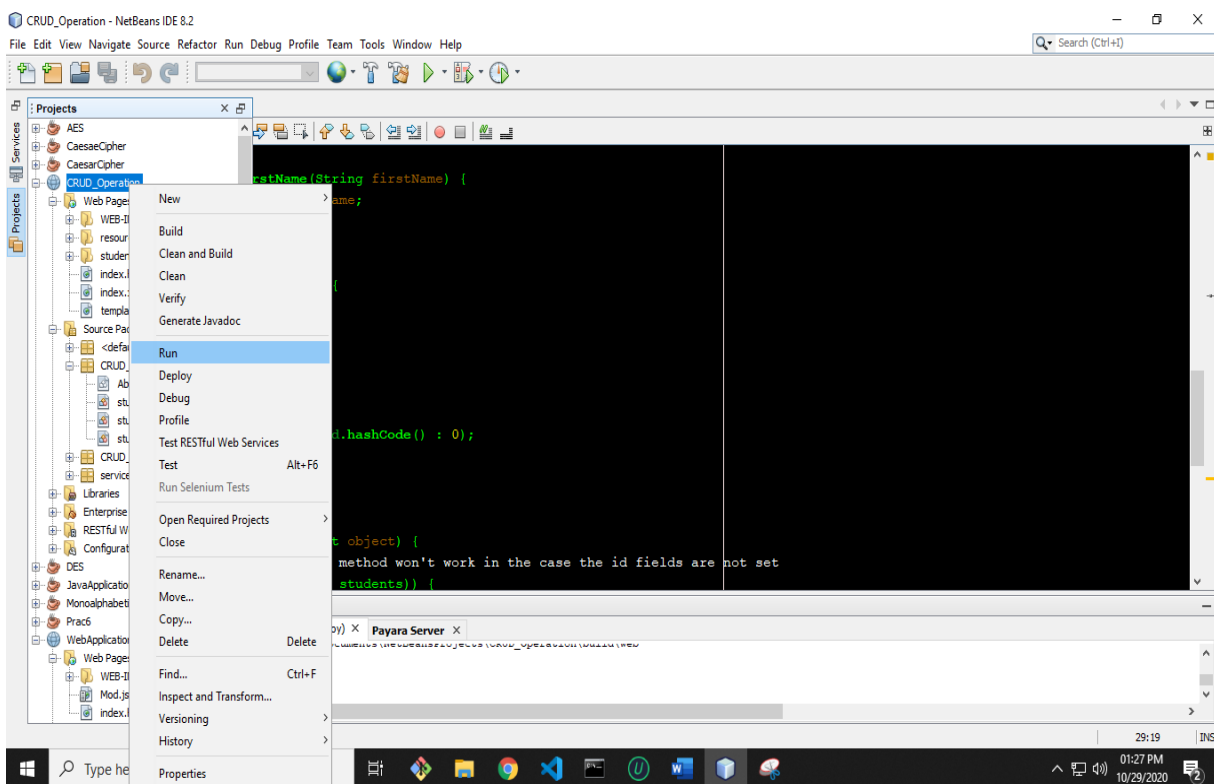 CRUD_Operation - NetBeans IDE 8.2
File Edit View Navigate Source Refactor Run Debug Profile Team Tools Window Help
Search (Ctrl+I)
Projects
Services
Projects
AES
CaesaeCipher
CaesarCipher
CRUD_Operation
Web Pages
WEB-I
resour
studen
index.
index.
templa
Source Pac
<defau
CRUD_
Ab
stu
stu
stu
CRUD_
service
Libraries
Enterprise
RESTful W
Configurat
DES
JavaApplicatio
Monoalphabeti
Prac6
WebApplication
Web Pages
WEB-I
Mod.js
index.
New
Build
Clean and Build
Clean
Verify
Generate Javadoc
Run
Deploy
Debug
Profile
Test RESTful Web Services
Test Alt+F6
Run Selenium Tests
Open Required Projects
Close
Rename...
Move...
Copy...
Delete Delete
Find... Ctrl+F
Inspect and Transform...
Versioning
History
Properties
rstName(String firstName) {
ame;
{
d.hashCode() : 0);
t object) {
method won't work in the case the id fields are not set
students)) {
oy) Payara Server
29:19 INS
Type he
01:27 PM
10/29/2020
2